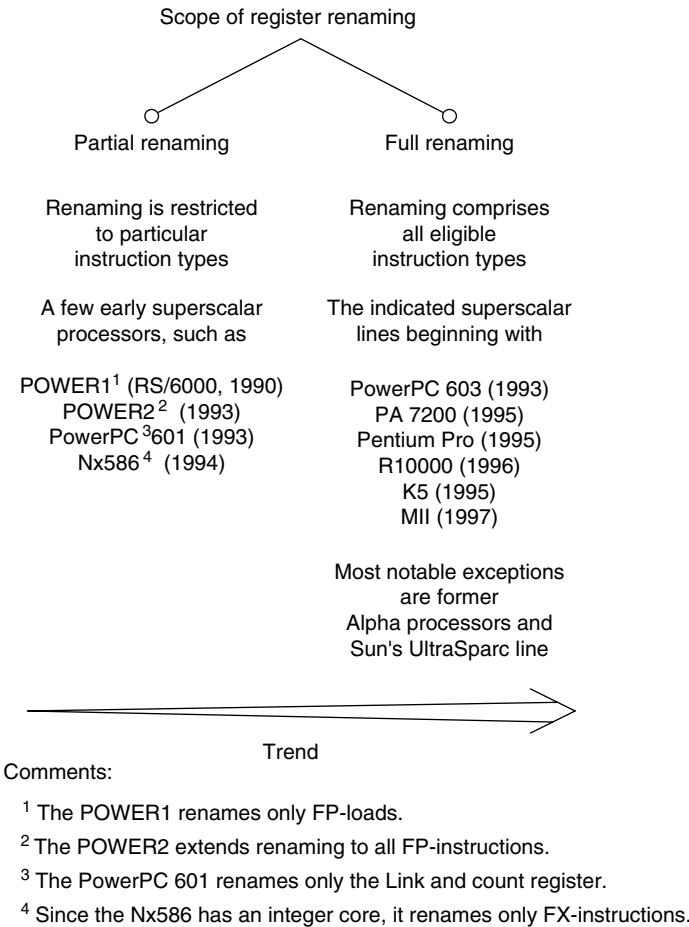 Scope of register renaming
Partial renaming
Renaming is restricted
to particular
instruction types
A few early superscalar
processors, such as
POWER1¹ (RS/6000, 1990)
POWER2² (1993)
PowerPC³601 (1993)
Nx586⁴ (1994)
Full renaming
Renaming comprises
all eligible
instruction types
The indicated superscalar
lines beginning with
PowerPC 603 (1993)
PA 7200 (1995)
Pentium Pro (1995)
R10000 (1996)
K5 (1995)
MII (1997)
Most notable exceptions
are former
Alpha processors and
Sun's UltraSparc line
Trend
Comments:
¹ The POWER1 renames only FP-loads.
² The POWER2 extends renaming to all FP-instructions.
³ The PowerPC 601 renames only the Link and count register.
⁴ Since the Nx586 has an integer core, it renames only FX-instructions.